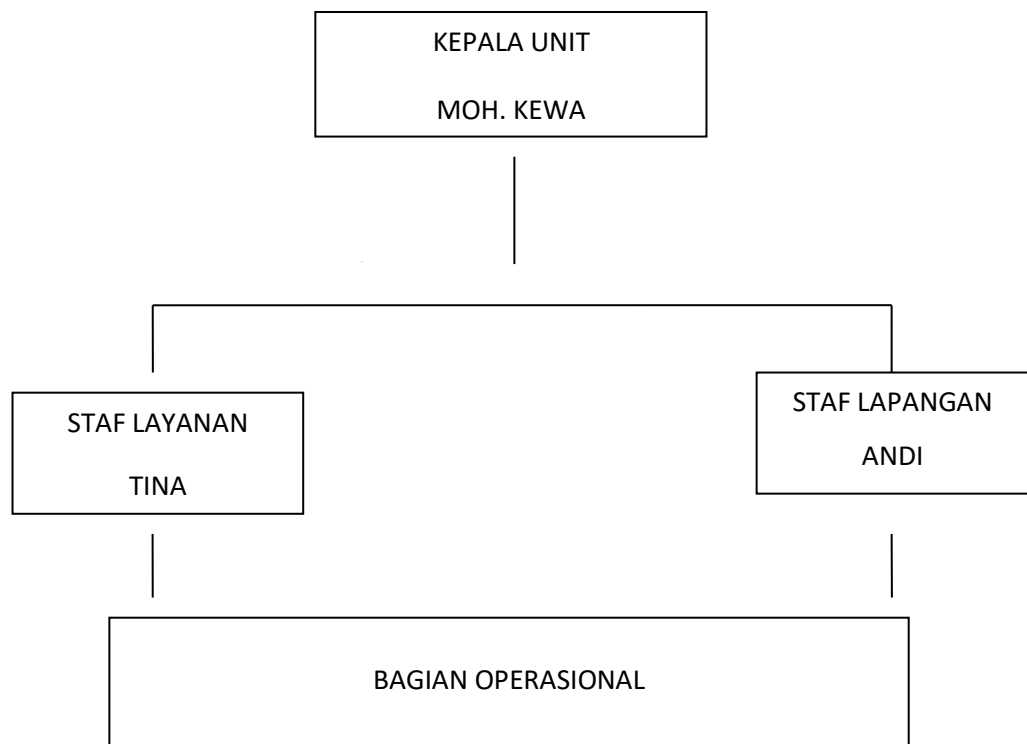 KEPALA UNIT
MOH. KEWA
STAF LAYANAN
TINA
STAF LAPANGAN
ANDI
BAGIAN OPERASIONAL